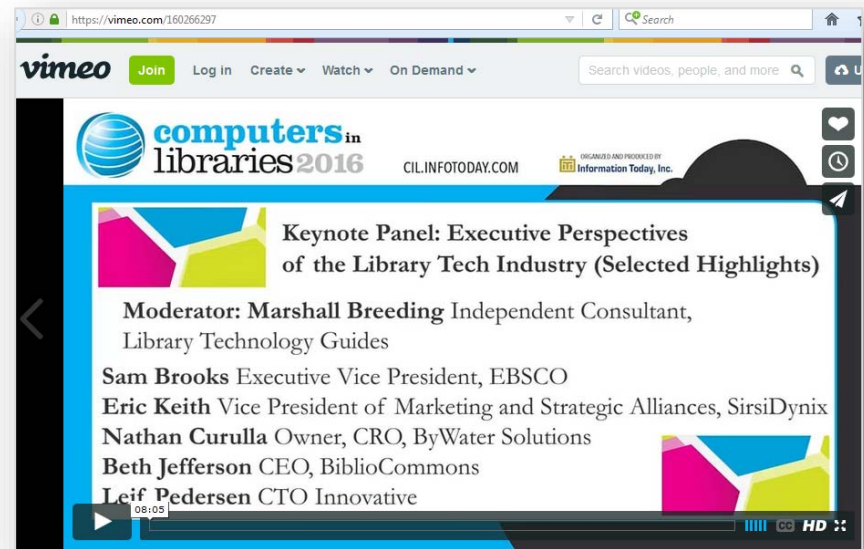 https://vimeo.com/160266297
Search
vimeo Join Log in Create Watch On Demand Search videos, people, and more U
computers in
libraries 2016 CIL.INFOTODAY.COM
ORGANIZED AND PRODUCED BY
Information Today, Inc.
Keynote Panel: Executive Perspectives
of the Library Tech Industry (Selected Highlights)
Moderator: Marshall Breeding Independent Consultant,
Library Technology Guides
Sam Brooks Executive Vice President, EBSCO
Eric Keith Vice President of Marketing and Strategic Alliances, SirsiDynix
Nathan Curulla Owner, CRO, ByWater Solutions
Beth Jefferson CEO, BiblioCommons
Leif Pedersen CTO Innovative
08:05
CC HD